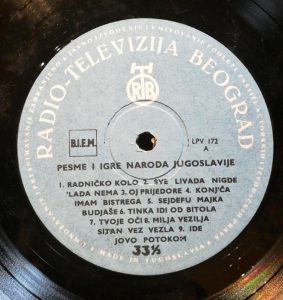 RADIO-TELEVIZIJA BEOGRAD
RTB
B.I.E.M.
LPV 172
A
PESME I IGRE NARODA JUGOSLAVIJE
1. RADNIČKO KOLO 2. SVE LIVADA NIGDE
'LADA NEMA 3. OJ PRIJEDORE 4. KONJ'ČA
IMAM BISTREGA 5. SEJDEFU MAJKA
BUDJAŠE 6. TINKA IDI OD BITOLA
7. TVOJE OČI 8. MILJA VEZILJA
SITAN VEZ VEZLA 9. IDE
JOVO POTOKOM
33⅓
MADE IN YUGOSLAVIA